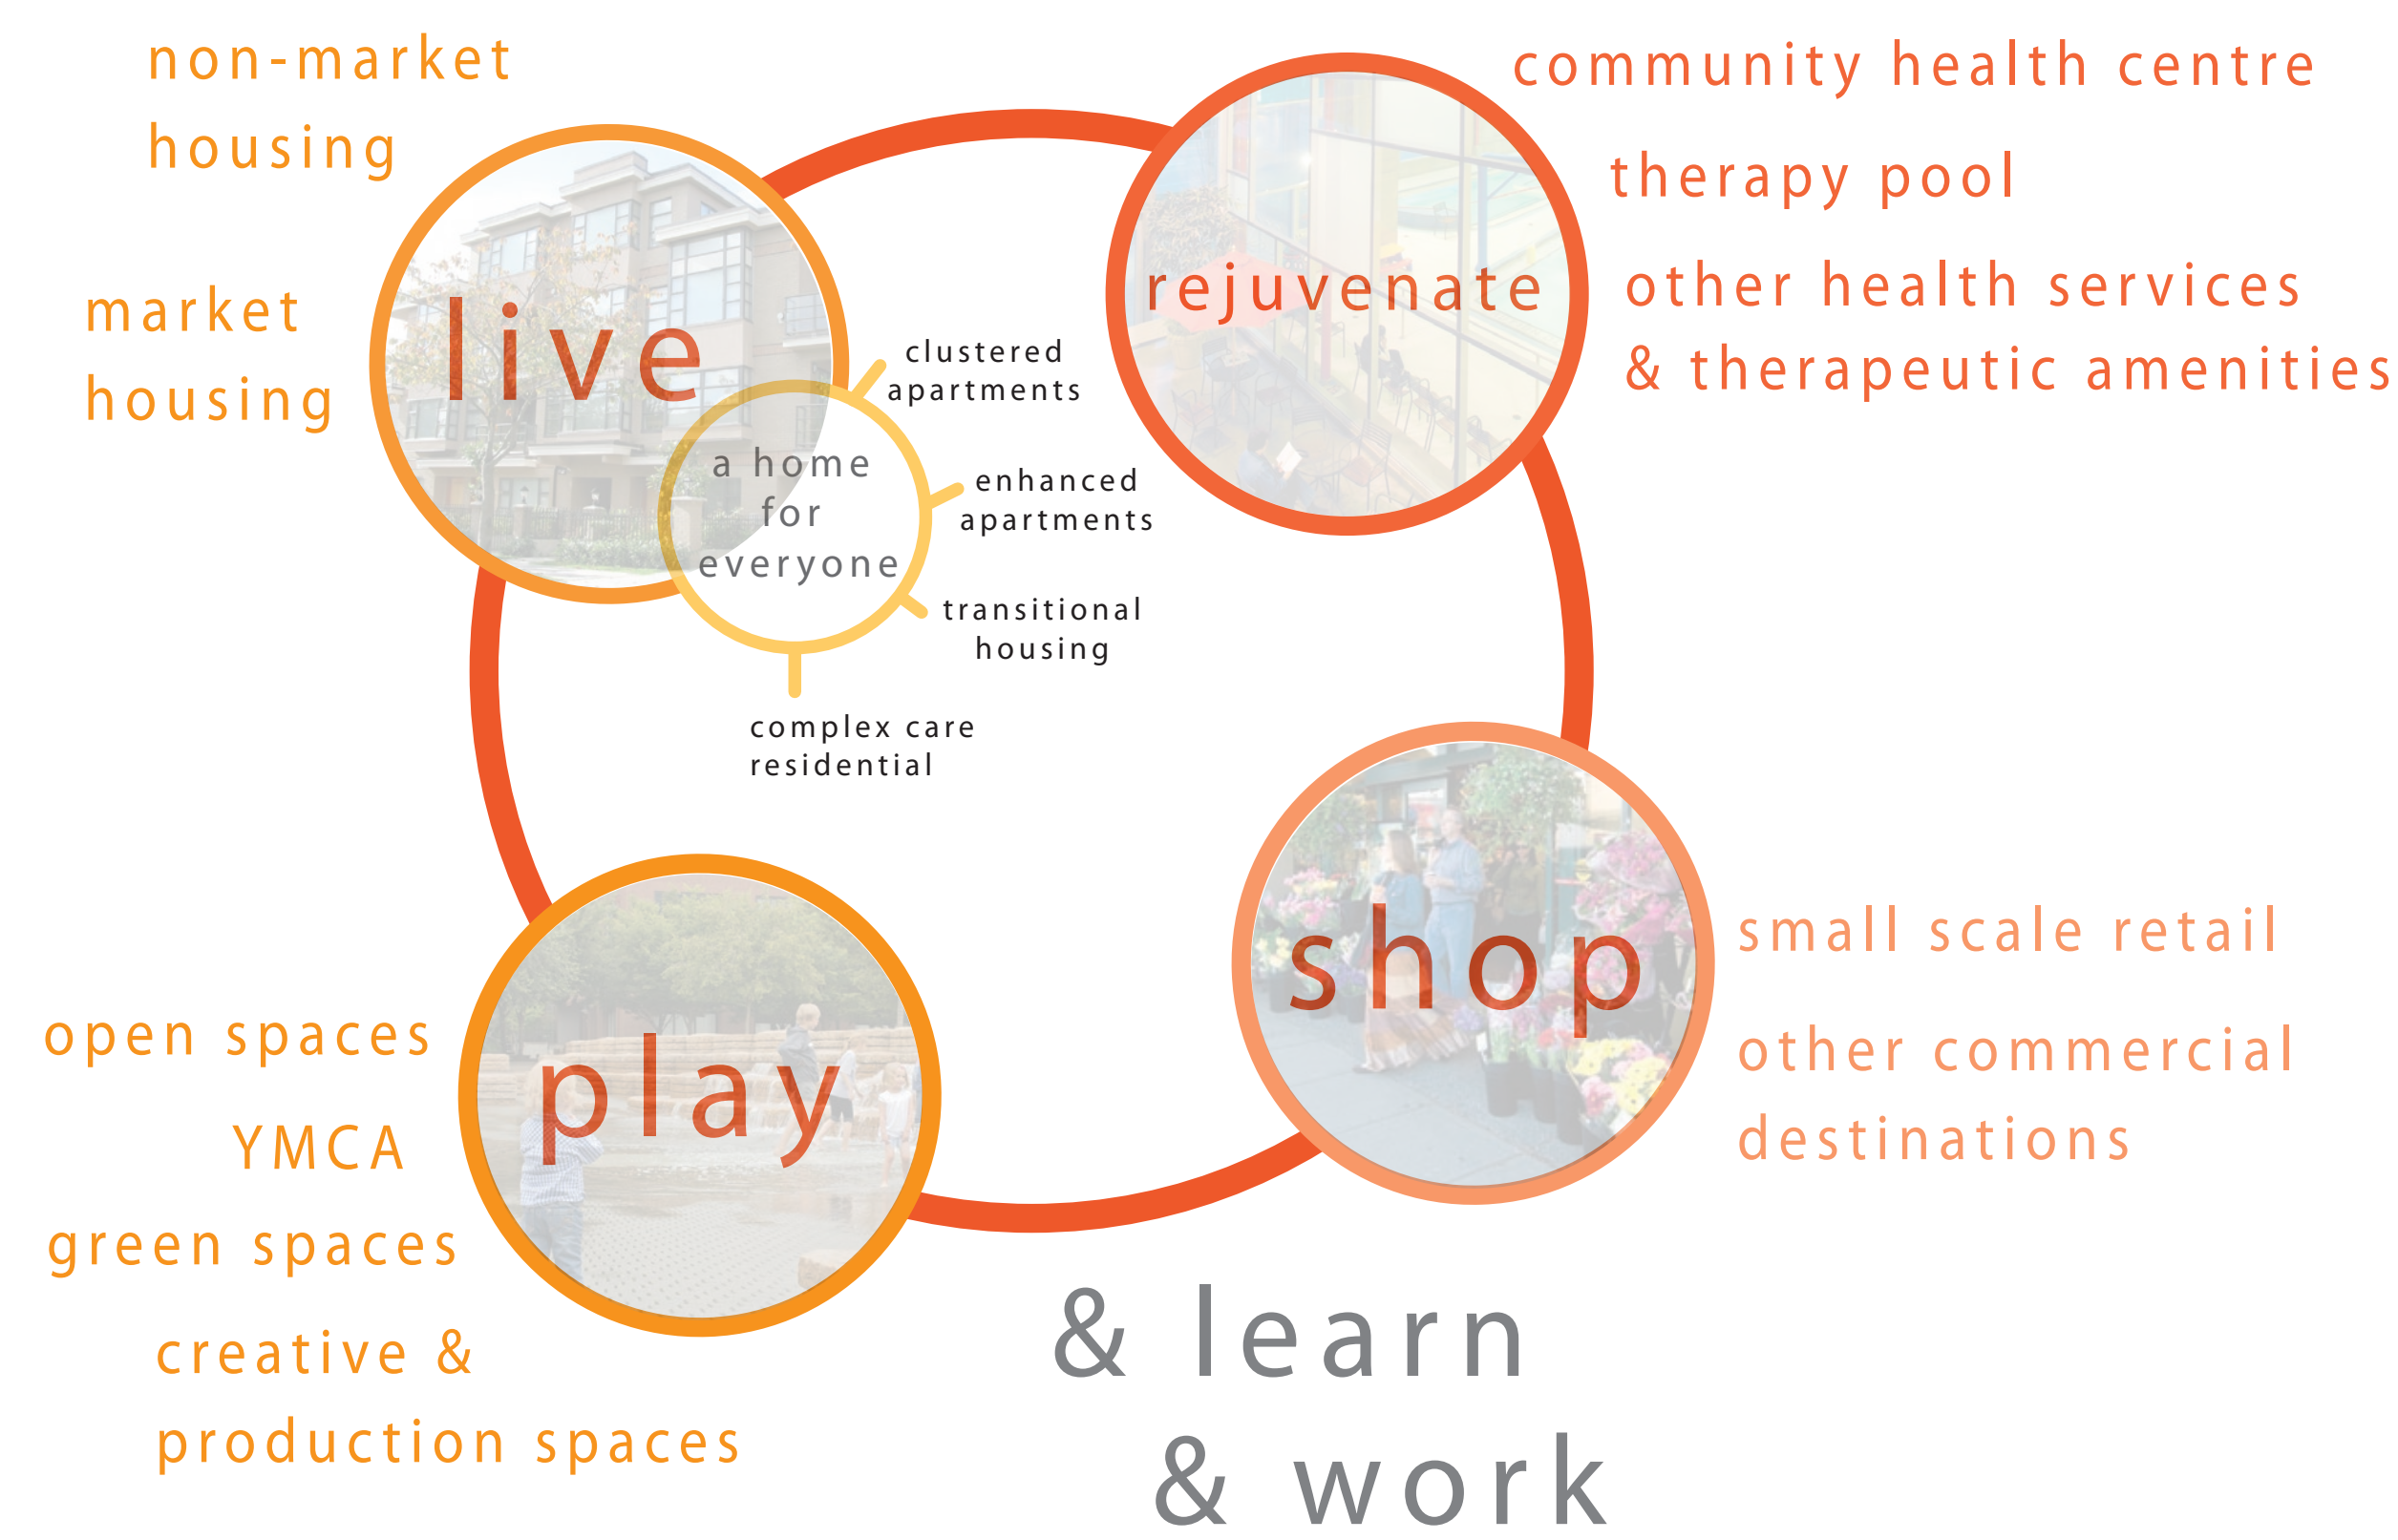 non-market
housing
market
housing
live
a home
for
everyone
clustered
apartments
enhanced
apartments
transitional
housing
complex care
residential
rejuvenate
community health centre
therapy pool
other health services
& therapeutic amenities
shop
small scale retail
other commercial
destinations
play
open spaces
YMCA
green spaces
creative &
production spaces
& learn
& work